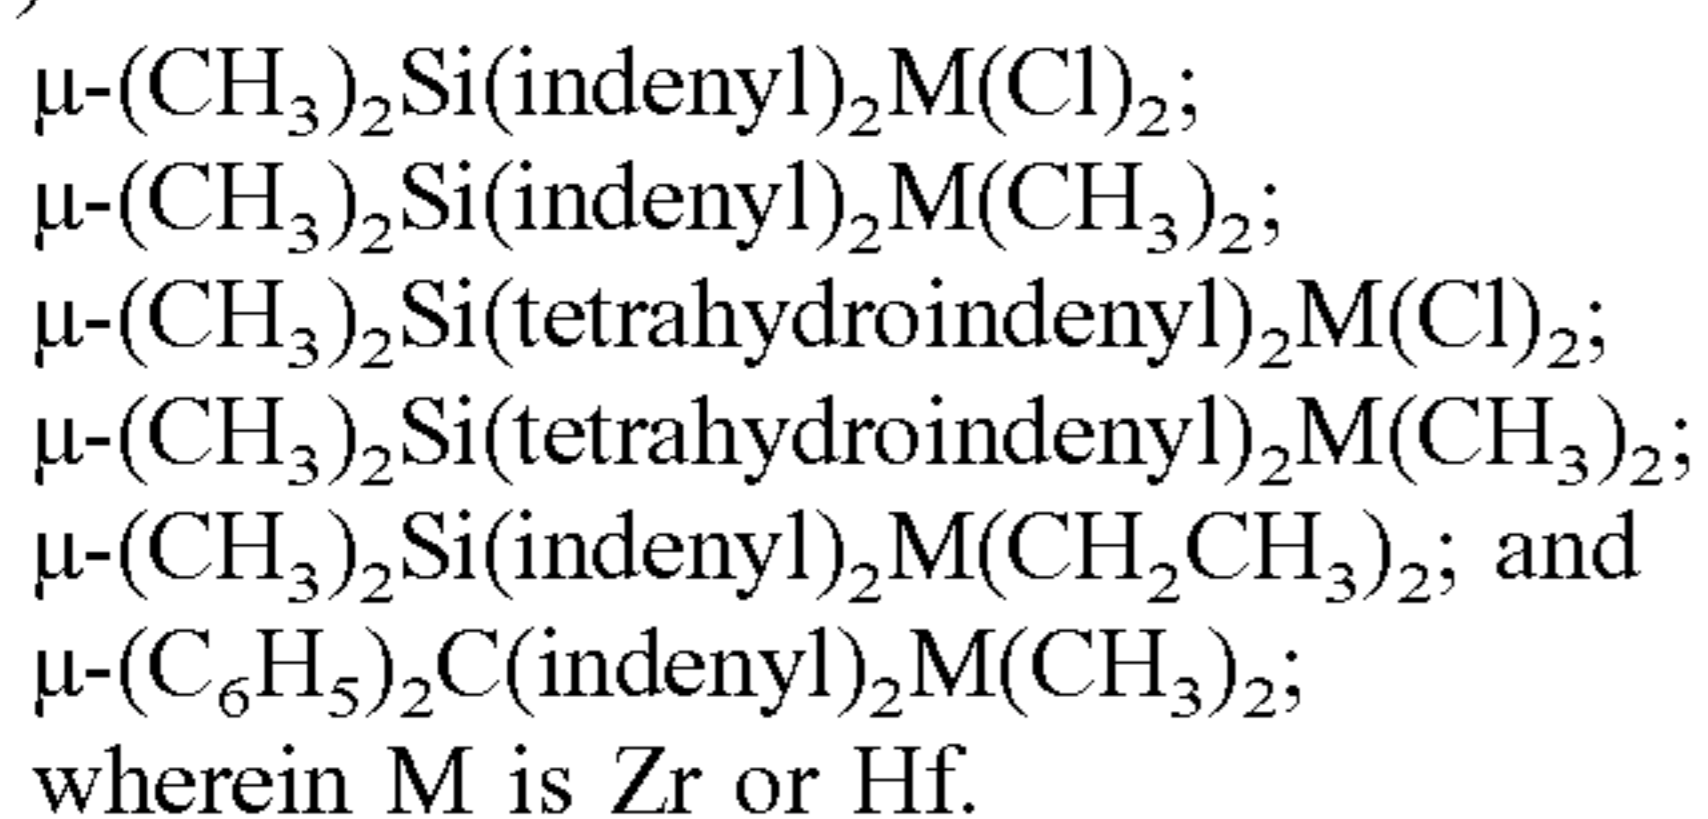 μ-(CH₃)₂Si(indenyl)₂M(Cl)₂;
μ-(CH₃)₂Si(indenyl)₂M(CH₃)₂;
μ-(CH₃)₂Si(tetrahydroindenyl)₂M(Cl)₂;
μ-(CH₃)₂Si(tetrahydroindenyl)₂M(CH₃)₂;
μ-(CH₃)₂Si(indenyl)₂M(CH₂CH₃)₂; and
μ-(C₆H₅)₂C(indenyl)₂M(CH₃)₂;
wherein M is Zr or Hf.